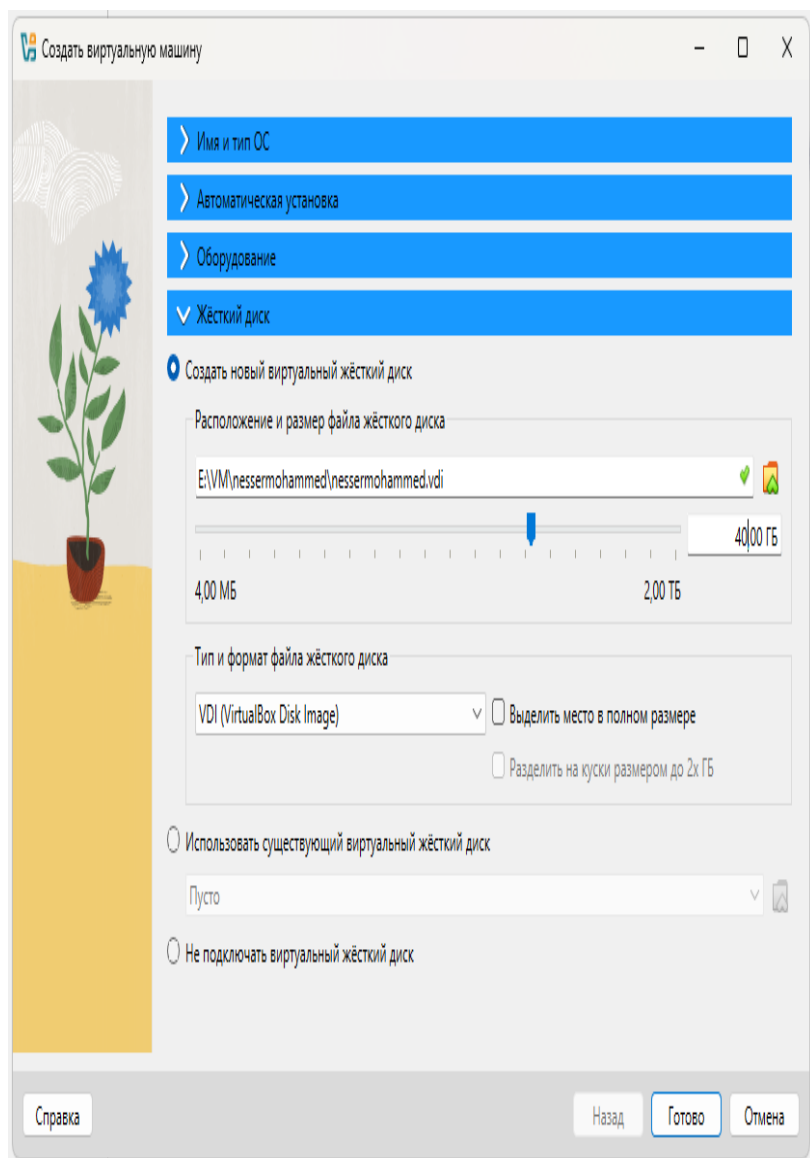 Создать виртуальную машину
Имя и тип ОС
Автоматическая установка
Оборудование
Жёсткий диск
Создать новый виртуальный жёсткий диск
Расположение и размер файла жёсткого диска
E:\VM\nessermohammed\nessermohammed.vdi
40,00 ГБ
4,00 МБ 2,00 ТБ
Тип и формат файла жёсткого диска
VDI (VirtualBox Disk Image) Выделить место в полном размере
Разделить на куски размером до 2х ГБ
Использовать существующий виртуальный жёсткий диск
Пусто
Не подключать виртуальный жёсткий диск
Справка Назад Готово Отмена